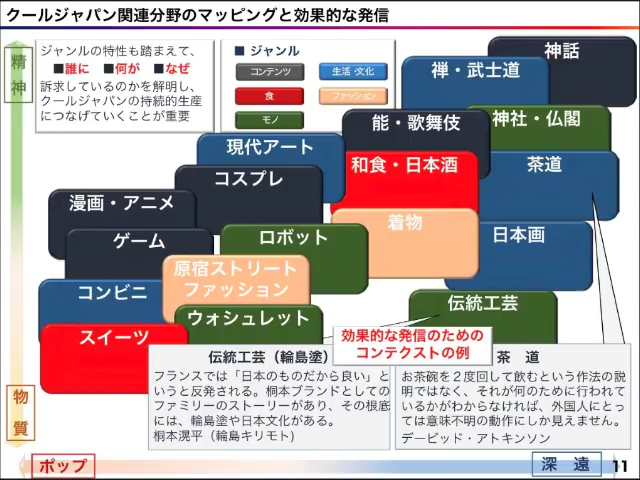 クールジャパン関連分野のマッピングと効果的な発信
精神
ジャンルの特性も踏まえて、
■誰に ■何が ■なぜ
訴求しているのかを解明し、
クールジャパンの持続的生産
につなげていくことが重要
■ ジャンル
コンテンツ
生活・文化
食
ファッション
モノ
神話
禅・武士道
神社・仏閣
能・歌舞伎
現代アート
和食・日本酒
茶道
コスプレ
漫画・アニメ
着物
ゲーム
ロボット
日本画
原宿ストリート
ファッション
コンビニ
伝統工芸
ウォシュレット
スイーツ
効果的な発信のための
コンテクストの例
伝統工芸（輪島塗）
フランスでは「日本のものだから良い」と
いうと反発される。桐本ブランドとしての
ファミリーのストーリーがあり、その根底
には、輪島塗や日本文化がある。
桐本滉平(輪島キリモト)
茶 道
お茶碗を２度回して飲むという作法の説
明ではなく、それが何のために行われて
いるかがわからなければ、外国人にとっ
ては意味不明の動作にしか見えません。
デービッド・アトキンソン
物質
ポップ
深 遠
11